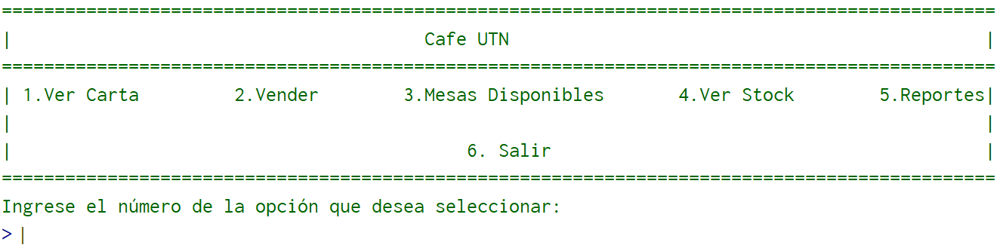 ==============================================================================================
|                                       Cafe UTN                                             |
==============================================================================================
| 1.Ver Carta         2.Vender        3.Mesas Disponibles       4.Ver Stock        5.Reportes|
|                                                                                            |
|                                           6. Salir                                         |
==============================================================================================
Ingrese el número de la opción que desea seleccionar:
> |